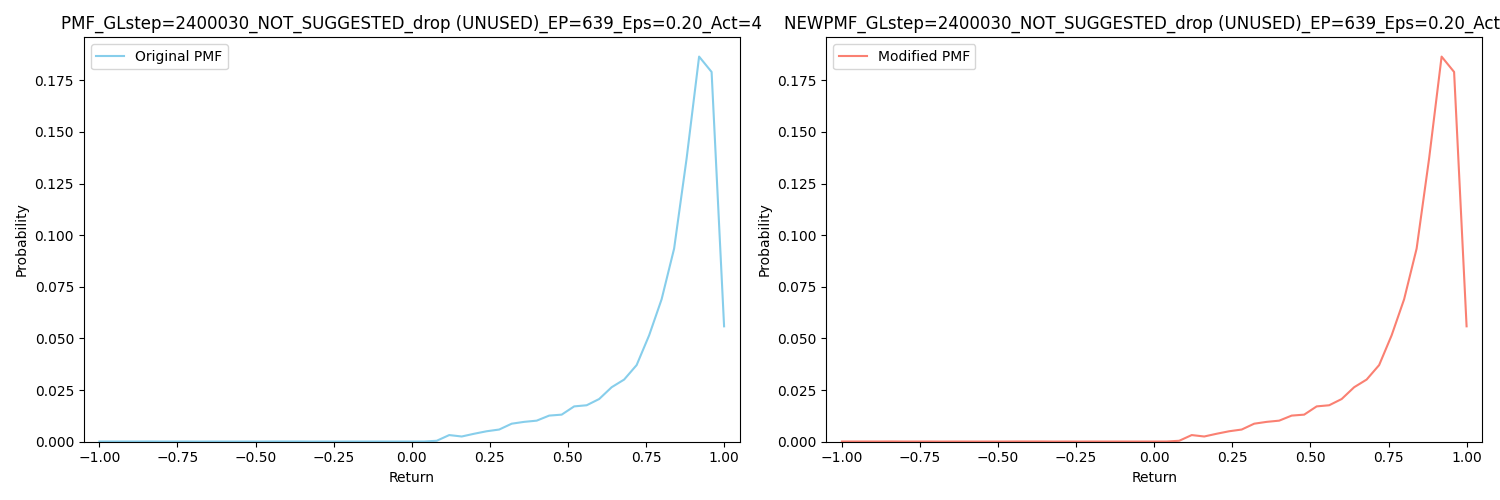 PMF_GLstep=2400030_NOT_SUGGESTED_drop (UNUSED)_EP=639_Eps=0.20_Act=4
Original PMF
Probability
0.175
0.150
0.125
0.100
0.075
0.050
0.025
0.000
−1.00 −0.75 −0.50 −0.25 0.00 0.25 0.50 0.75 1.00
Return
NEWPMF_GLstep=2400030_NOT_SUGGESTED_drop (UNUSED)_EP=639_Eps=0.20_Act
Modified PMF
Probability
0.175
0.150
0.125
0.100
0.075
0.050
0.025
0.000
−1.00 −0.75 −0.50 −0.25 0.00 0.25 0.50 0.75 1.00
Return